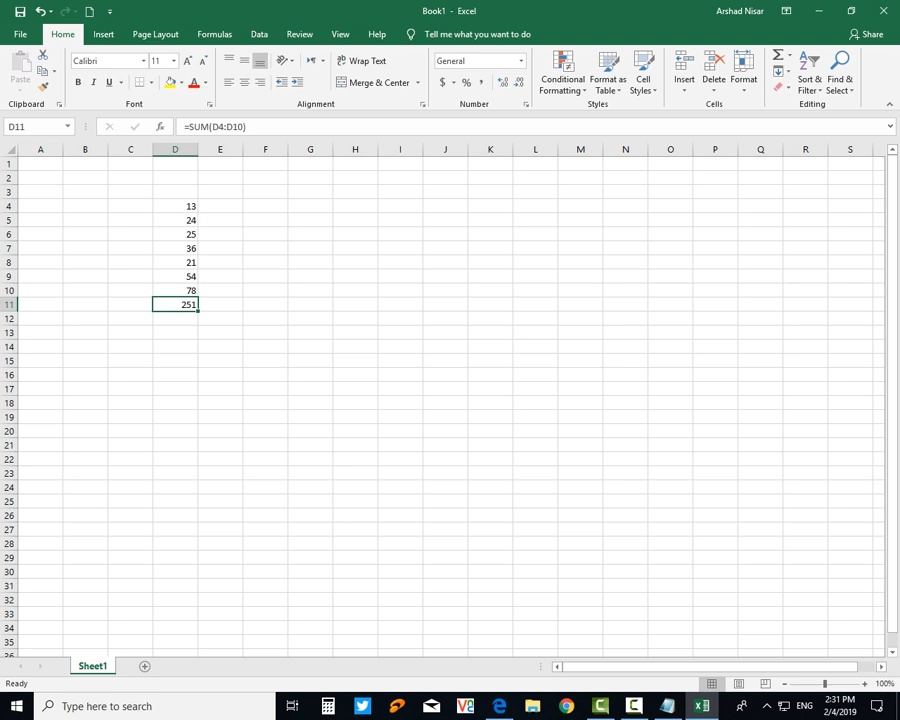 Book1 - Excel
Arshad Nisar
File Home Insert Page Layout Formulas Data Review View Help Tell me what you want to do Share
Paste
Calibri 11
B I U
Wrap Text
Merge & Center
General
$ % ,
Conditional Formatting
Format as Table
Cell Styles
Insert Delete Format
Sort & Filter
Find & Select
Clipboard Font Alignment Number Styles Cells Editing
D11 fx =SUM(D4:D10)
A B C D E F G H I J K L M N O P Q R S
1
2
3
4 13
5 24
6 25
7 36
8 21
9 54
10 78
11 251
12
13
14
15
16
17
18
19
20
21
22
23
24
25
26
27
28
29
30
31
32
33
34
35
36
Sheet1
Ready
100%
Type here to search
ENG
2:31 PM
2/4/2019